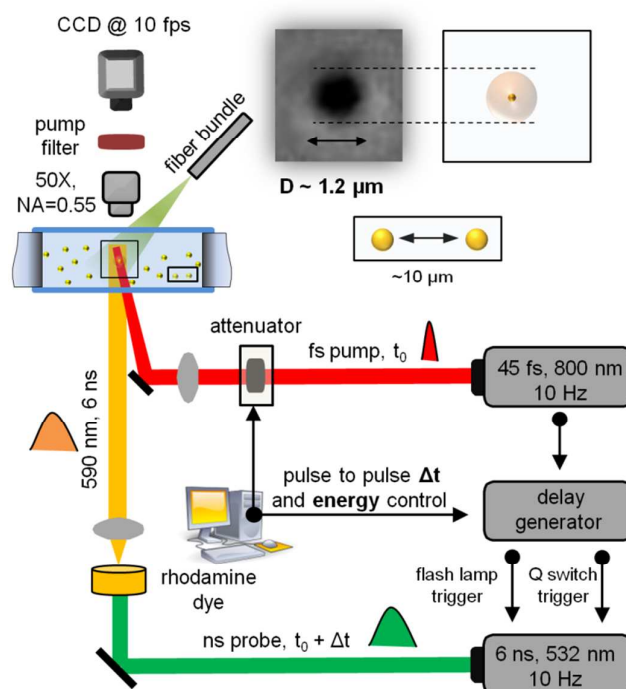 CCD @ 10 fps
pump
filter
50X,
NA=0.55
fiber bundle
D ~ 1.2 µm
~10 µm
attenuator
fs pump, t0
45 fs, 800 nm
10 Hz
590 nm, 6 ns
pulse to pulse Δt
and energy control
delay
generator
rhodamine
dye
flash lamp
trigger
Q switch
trigger
ns probe, t0 + Δt
6 ns, 532 nm
10 Hz